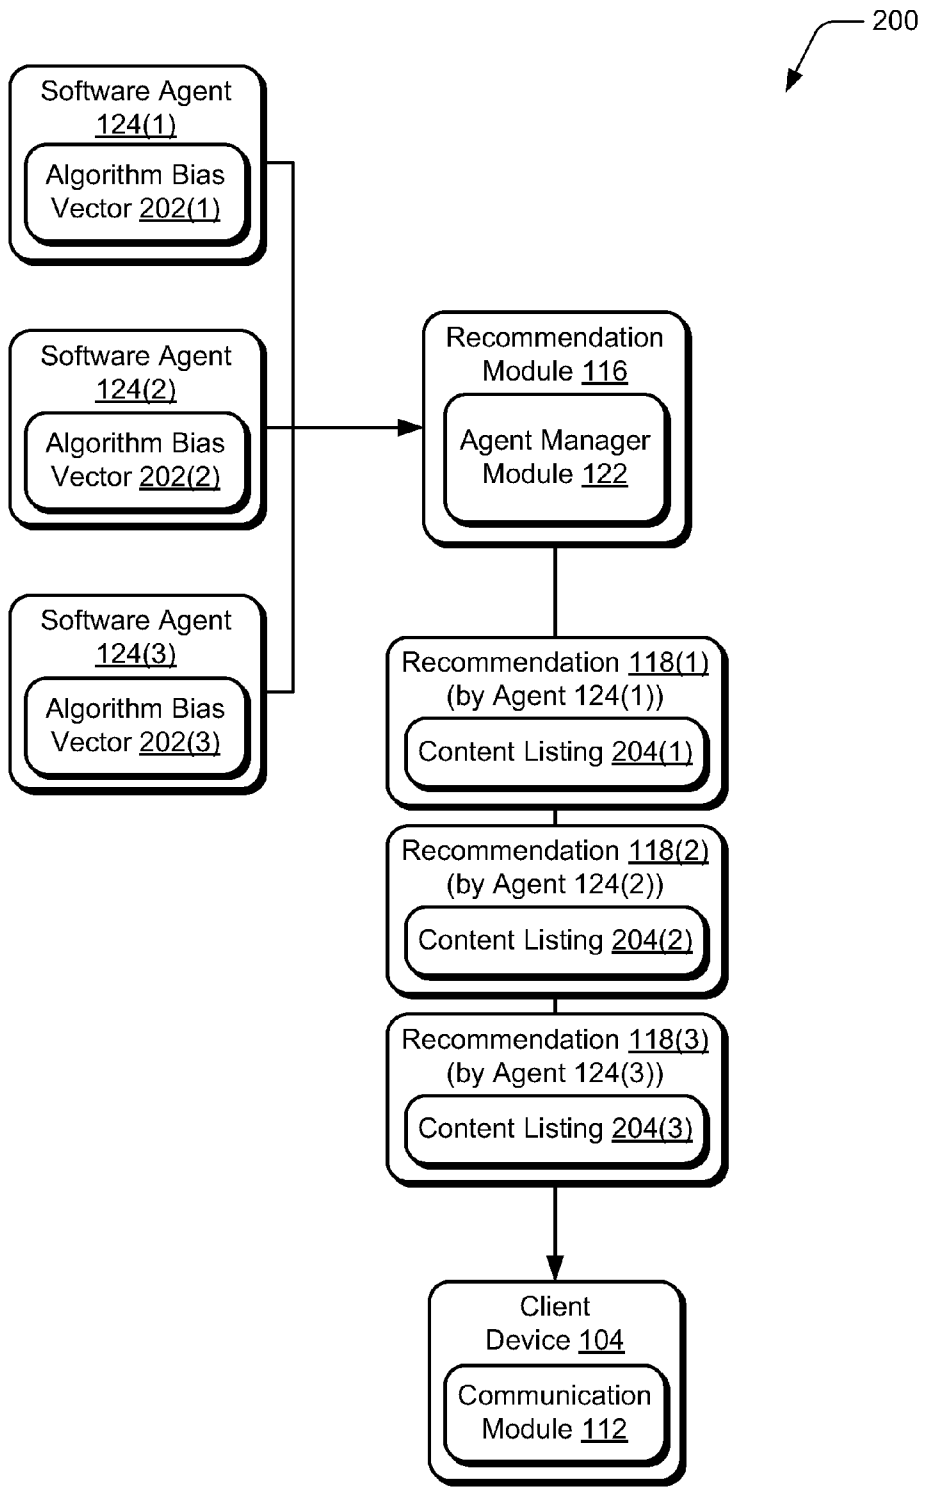 200
Software Agent
124(1)
Algorithm Bias
Vector 202(1)
Software Agent
124(2)
Algorithm Bias
Vector 202(2)
Software Agent
124(3)
Algorithm Bias
Vector 202(3)
Recommendation
Module 116
Agent Manager
Module 122
Recommendation 118(1)
(by Agent 124(1))
Content Listing 204(1)
Recommendation 118(2)
(by Agent 124(2))
Content Listing 204(2)
Recommendation 118(3)
(by Agent 124(3))
Content Listing 204(3)
Client
Device 104
Communication
Module 112